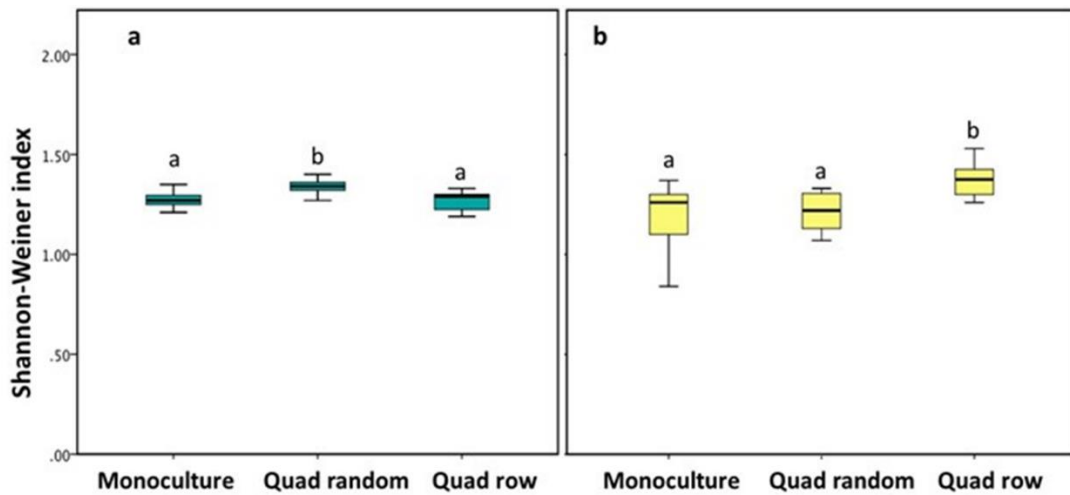 a
b
Shannon-Weiner index
2.00
1.50
1.00
.50
.00
a
b
a
a
a
b
Monoculture Quad random Quad row
Monoculture Quad random Quad row